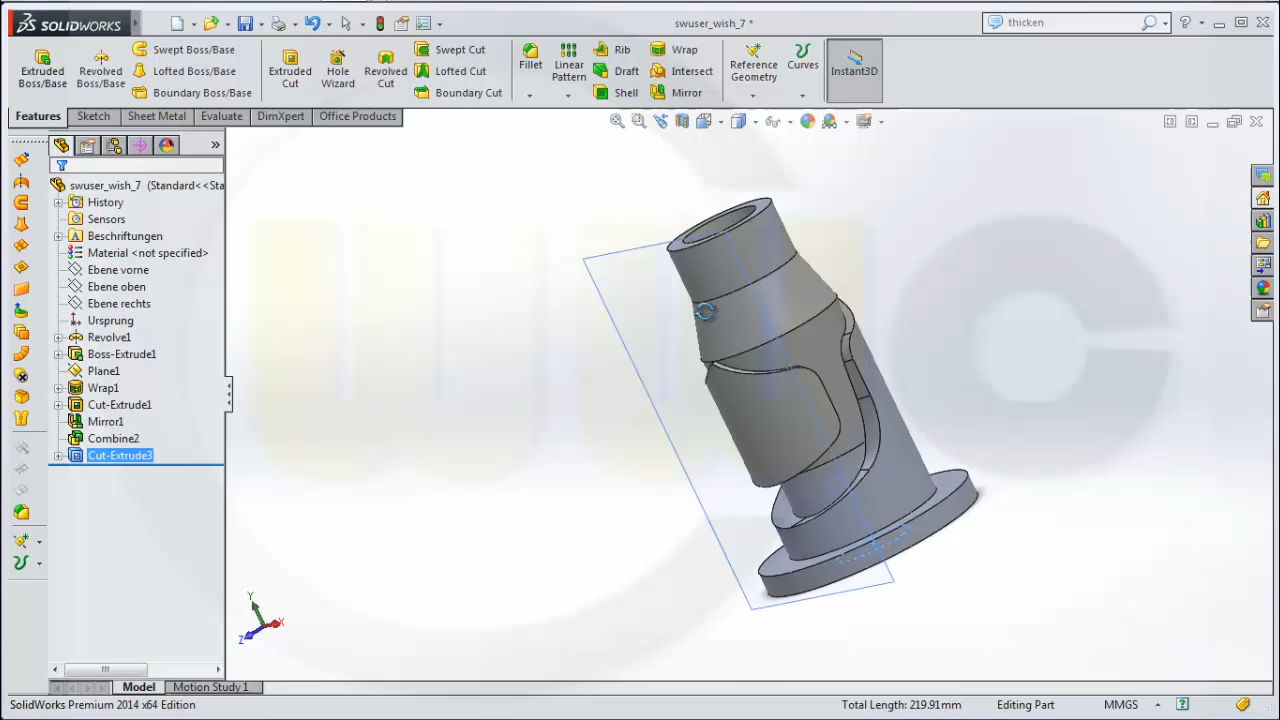 SOLIDWORKS
swuser_wish_7 *
thicken
Extruded Boss/Base
Revolved Boss/Base
Swept Boss/Base
Lofted Boss/Base
Boundary Boss/Base
Extruded Cut
Hole Wizard
Revolved Cut
Swept Cut
Lofted Cut
Boundary Cut
Fillet
Linear Pattern
Rib
Draft
Shell
Wrap
Intersect
Mirror
Reference Geometry
Curves
Instant3D
Features
Sketch
Sheet Metal
Evaluate
DimXpert
Office Products
swuser_wish_7 (Standard<<Sta
History
Sensors
Beschriftungen
Material <not specified>
Ebene vorne
Ebene oben
Ebene rechts
Ursprung
Revolve1
Boss-Extrude1
Plane1
Wrap1
Cut-Extrude1
Mirror1
Combine2
Cut-Extrude3
Y
X
Z
Model
Motion Study 1
SolidWorks Premium 2014 x64 Edition
Total Length: 219.91mm
Editing Part
MMGS